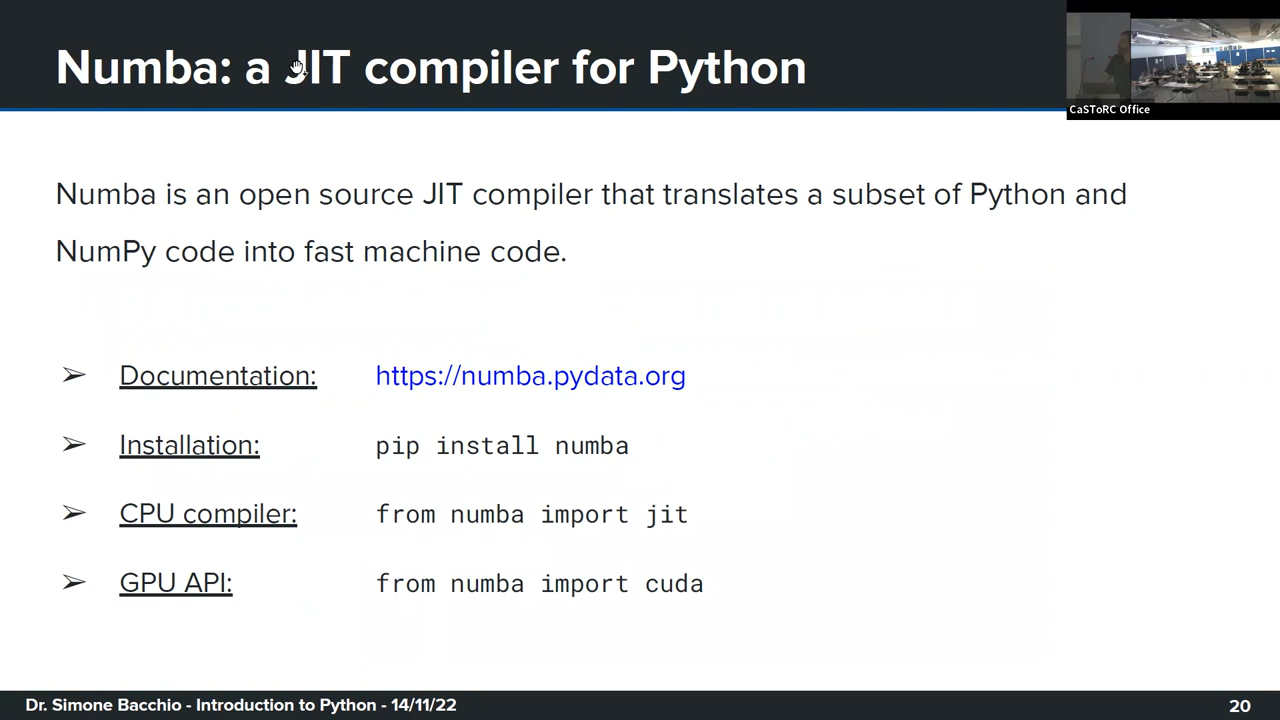 Numba: a JIT compiler for Python
CaSToRC Office
Numba is an open source JIT compiler that translates a subset of Python and
NumPy code into fast machine code.
➢ Documentation: https://numba.pydata.org
➢ Installation: pip install numba
➢ CPU compiler: from numba import jit
➢ GPU API: from numba import cuda
Dr. Simone Bacchio - Introduction to Python - 14/11/22
20